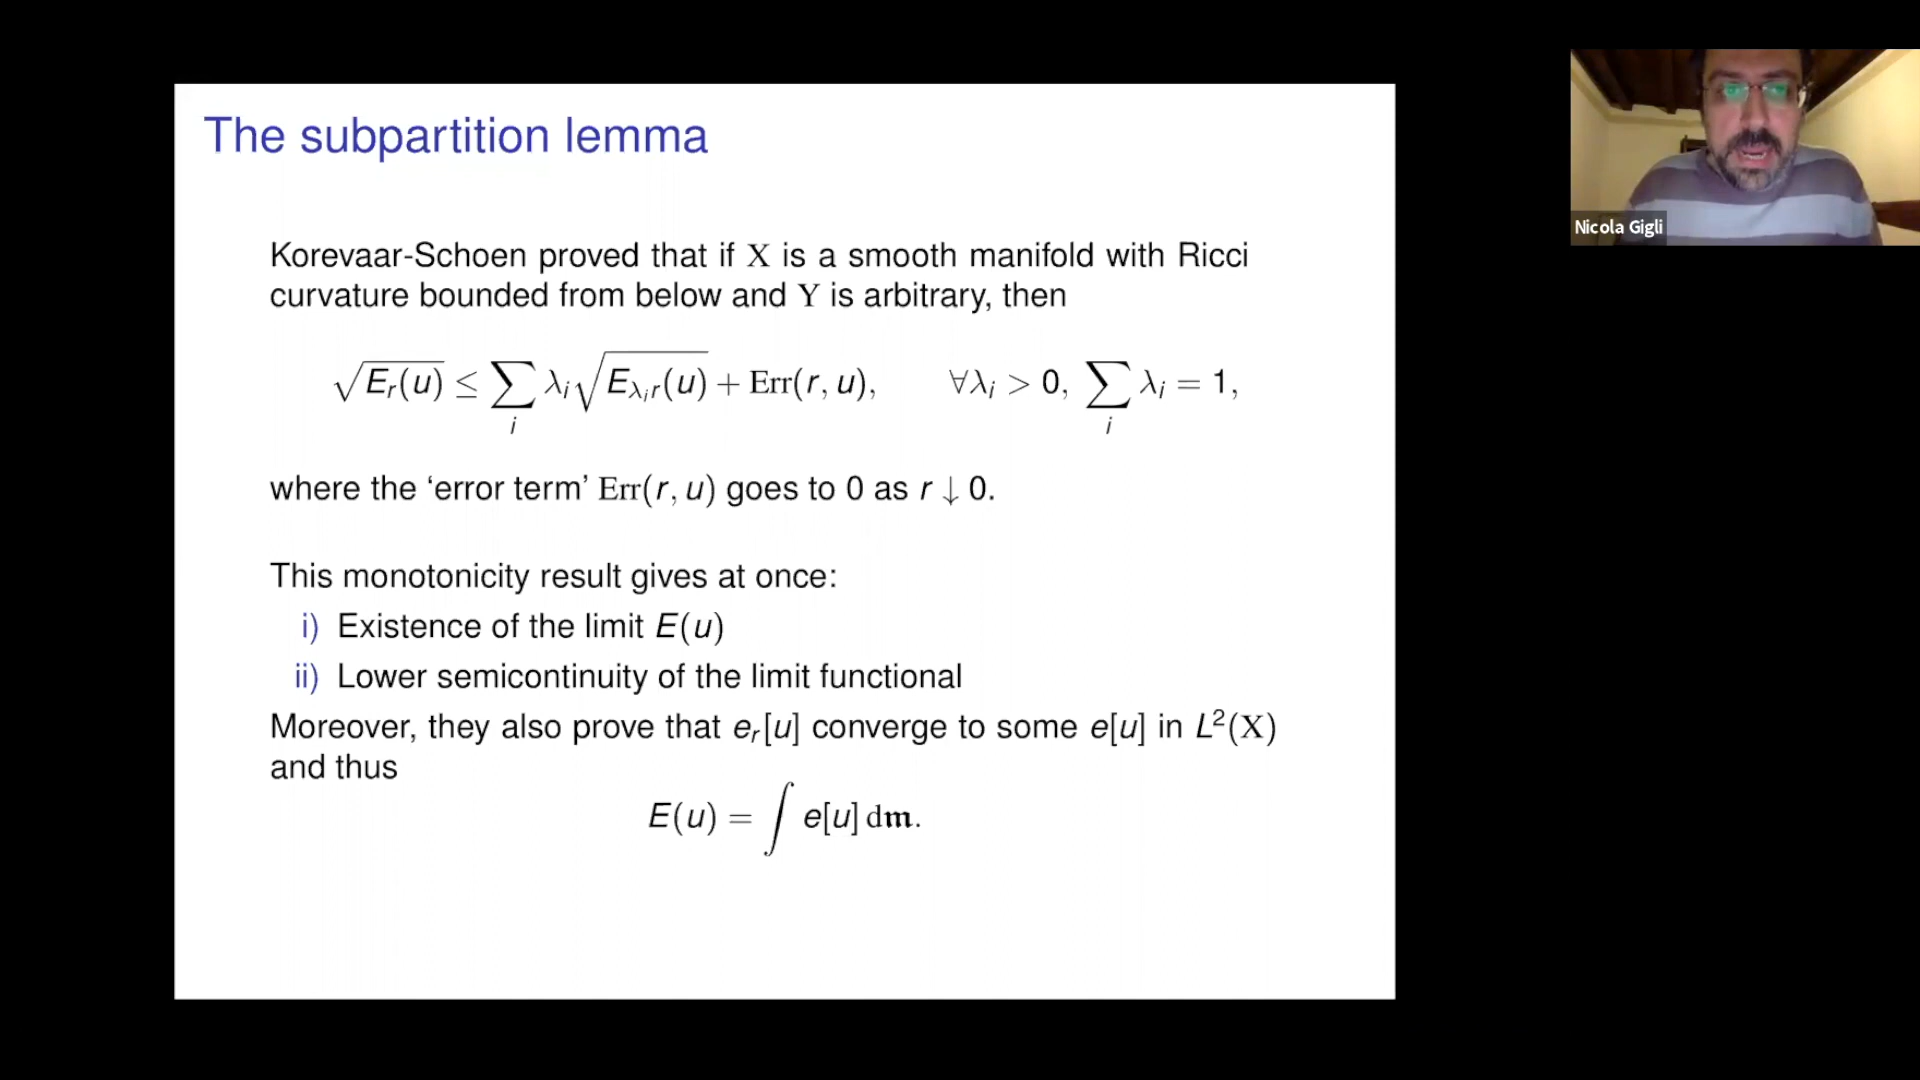 The subpartition lemma
Nicola Gigli
Korevaar-Schoen proved that if X is a smooth manifold with Ricci
curvature bounded from below and Y is arbitrary, then
√E_r(u) ≤ ∑_i λ_i √E_{λ_i r}(u) + Err(r, u), ∀λ_i > 0, ∑_i λ_i = 1,
where the ‘error term’ Err(r, u) goes to 0 as r ↓ 0.
This monotonicity result gives at once:
i) Existence of the limit E(u)
ii) Lower semicontinuity of the limit functional
Moreover, they also prove that e_r[u] converge to some e[u] in L²(X)
and thus
E(u) = ∫ e[u] d𝔪.